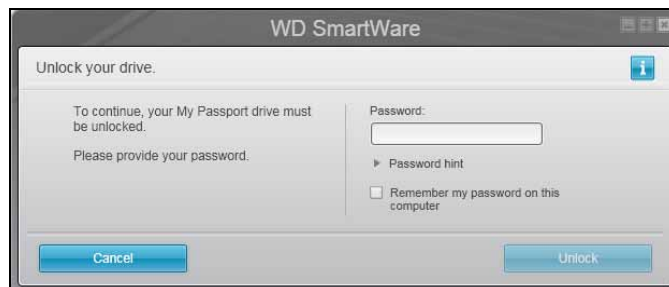 WD SmartWare
Unlock your drive.
To continue, your My Passport drive must
be unlocked.
Please provide your password.
Password:
Password hint
Remember my password on this
computer
Cancel
Unlock